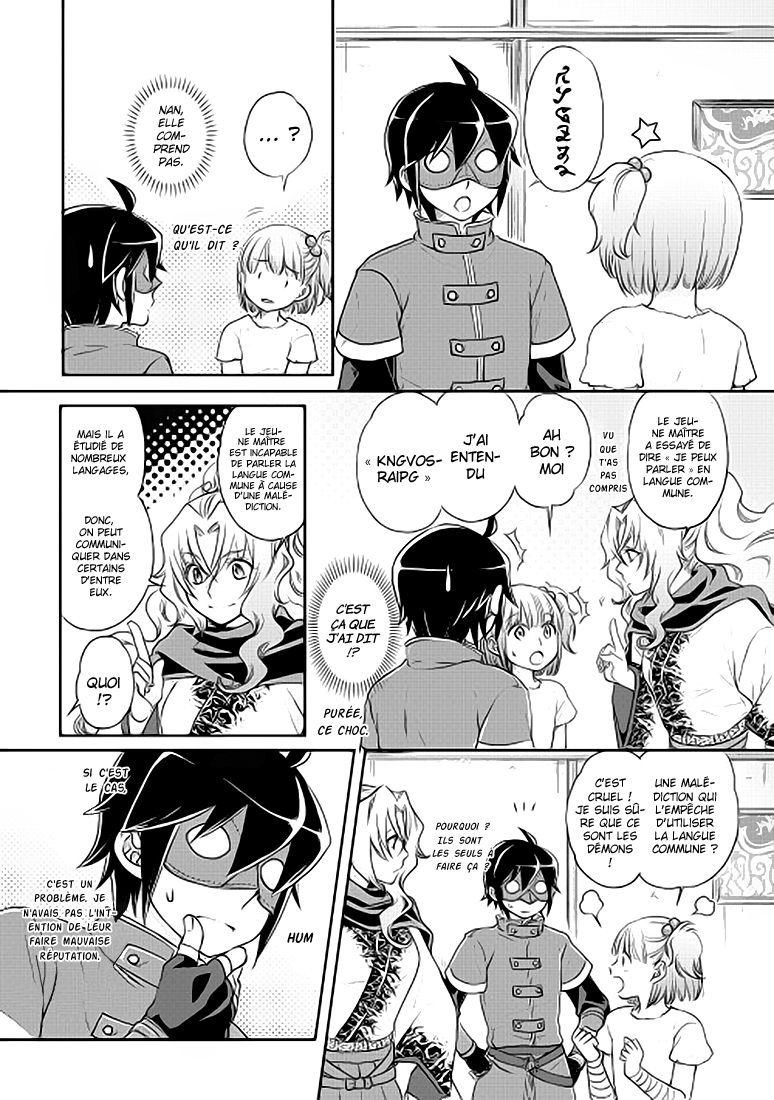 NAN,
ELLE
COM-
PREND
PAS.
... ?
QU'EST-CE
QU'IL DIT ?
LE JEU-
NE MAÎTRE
A ESSAYÉ DE
DIRE « JE PEUX
PARLER » EN
LANGUE COM-
MUNE.
VU
QUE
T'AS
PAS
COMPRIS
AH
BON ?
MOI
J'AI
ENTEN-
DU
« KNGVOS-
RAIPG »
C'EST
ÇA QUE
J'AI DIT
!?
PURÉE,
CE CHOC.
LE JEU-
NE MAÎTRE
EST INCAPABLE
DE PARLER LA
LANGUE COM-
MUNE À CAUSE
D'UNE MALÉ-
DICTION.
MAIS IL A
ÉTUDIÉ DE
NOMBREUX
LANGAGES,
DONC,
ON PEUT
COMMUNI-
QUER DANS
CERTAINS
D'ENTRE
EUX.
QUOI
!?
UNE MALÉ-
DICTION QUI
L'EMPÊCHE
D'UTILISER
LA LANGUE
COMMUNE ?
C'EST
CRUEL !
JE SUIS SÛ-
RE QUE CE
SONT LES
DÉMONS
!
POURQUOI ?
ILS SONT
LES SEULS À
FAIRE ÇA ?
SI C'EST
LE CAS,
C'EST UN
PROBLÈME. JE
N'AVAIS PAS L'INT-
ENTION DE LEUR
FAIRE MAUVAISE
RÉPUTATION.
HUM